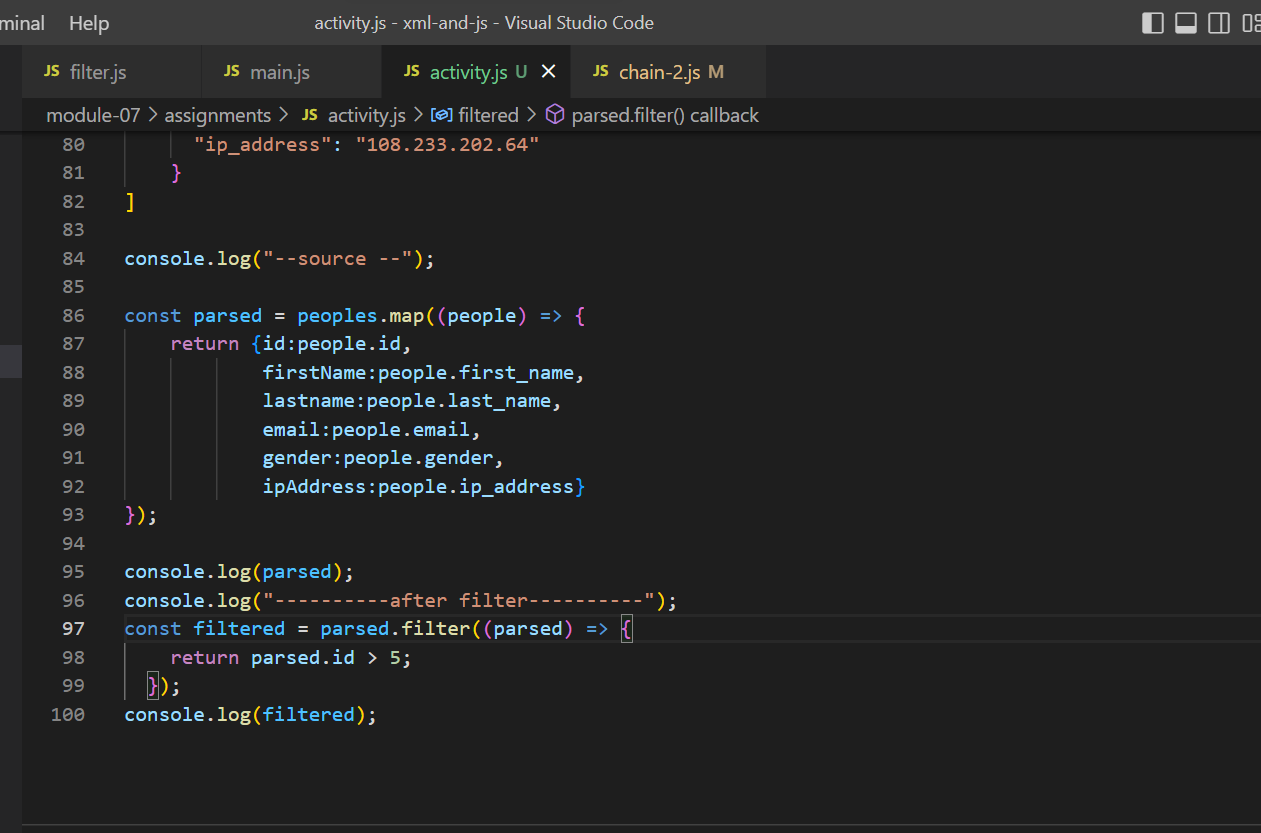 minal Help activity.js - xml-and-js - Visual Studio Code
JS filter.js JS main.js JS activity.js U JS chain-2.js M
module-07 > assignments > JS activity.js > filtered > parsed.filter() callback
80 "ip_address": "108.233.202.64"
81 }
82 ]
83
84 console.log("--source --");
85
86 const parsed = peoples.map((people) => {
87 return {id:people.id,
88 firstName:people.first_name,
89 lastname:people.last_name,
90 email:people.email,
91 gender:people.gender,
92 ipAddress:people.ip_address}
93 });
94
95 console.log(parsed);
96 console.log("----------after filter----------");
97 const filtered = parsed.filter((parsed) => {
98 return parsed.id > 5;
99 });
100 console.log(filtered);